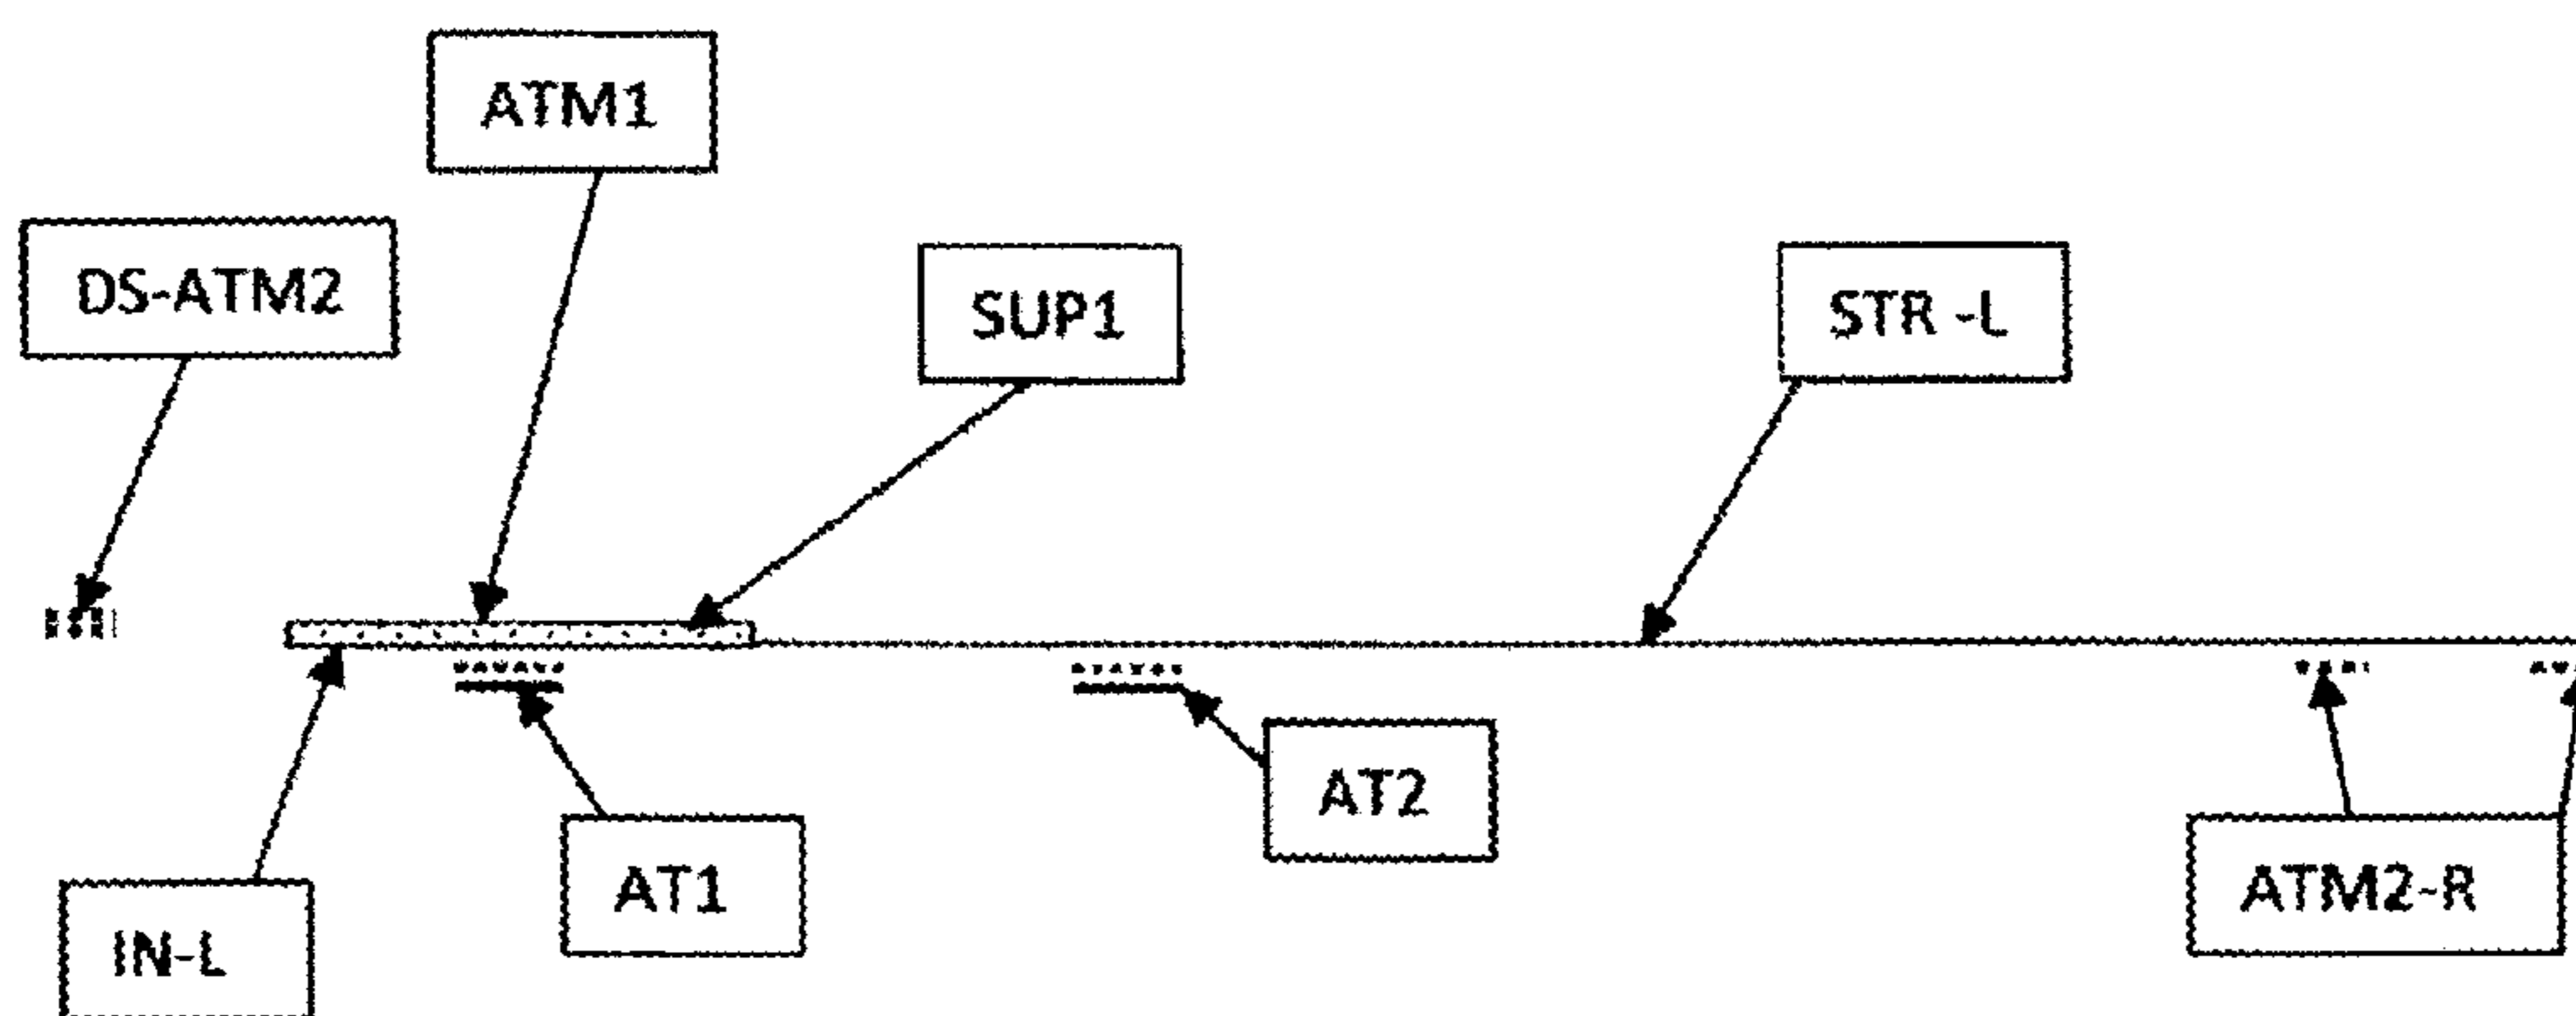 ATM1
DS-ATM2
SUP1
STR -L
AT2
AT1
ATM2-R
IN-L